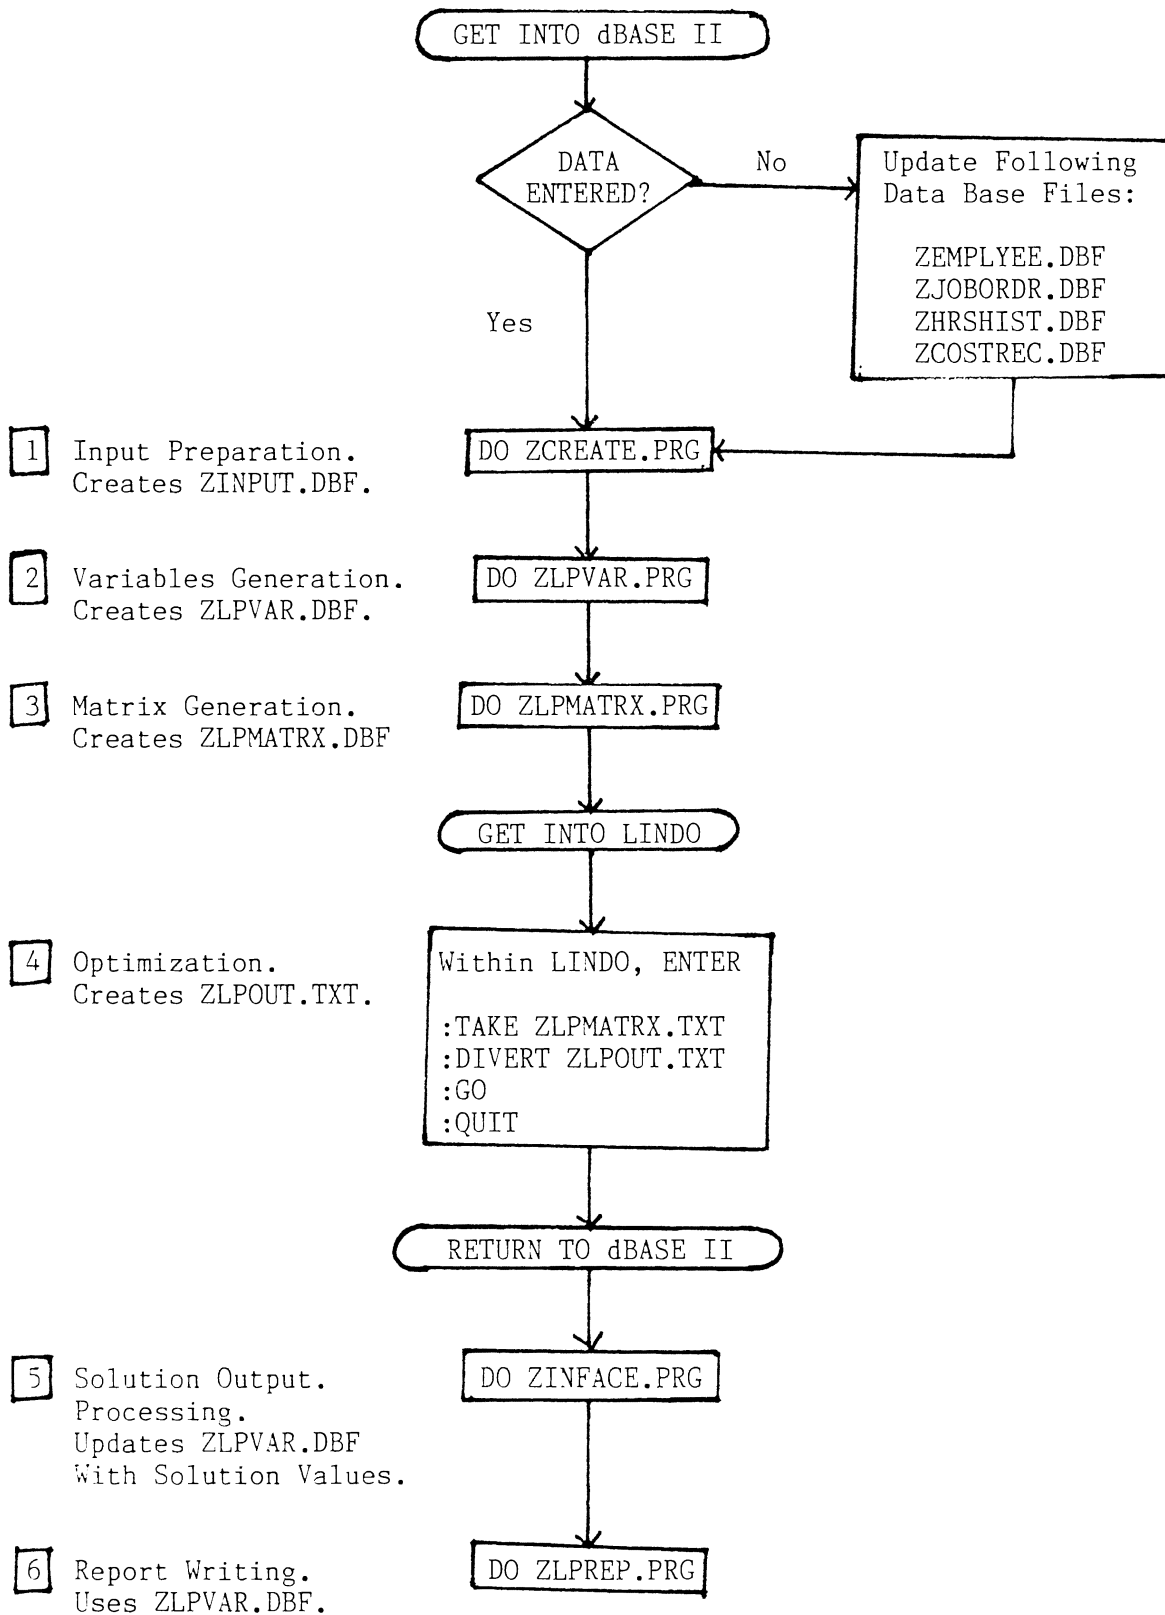 GET INTO dBASE II
DATA
ENTERED?
No
Update Following
Data Base Files:
ZEMPLYEE.DBF
ZJOBORDR.DBF
ZHRSHIST.DBF
ZCOSTREC.DBF
Yes
1 Input Preparation.
Creates ZINPUT.DBF.
DO ZCREATE.PRG
2 Variables Generation.
Creates ZLPVAR.DBF.
DO ZLPVAR.PRG
3 Matrix Generation.
Creates ZLPMATRX.DBF
DO ZLPMATRX.PRG
GET INTO LINDO
4 Optimization.
Creates ZLPOUT.TXT.
Within LINDO, ENTER
:TAKE ZLPMATRX.TXT
:DIVERT ZLPOUT.TXT
:GO
:QUIT
RETURN TO dBASE II
5 Solution Output.
Processing.
Updates ZLPVAR.DBF
With Solution Values.
DO ZINFACE.PRG
6 Report Writing.
Uses ZLPVAR.DBF.
DO ZLPREP.PRG